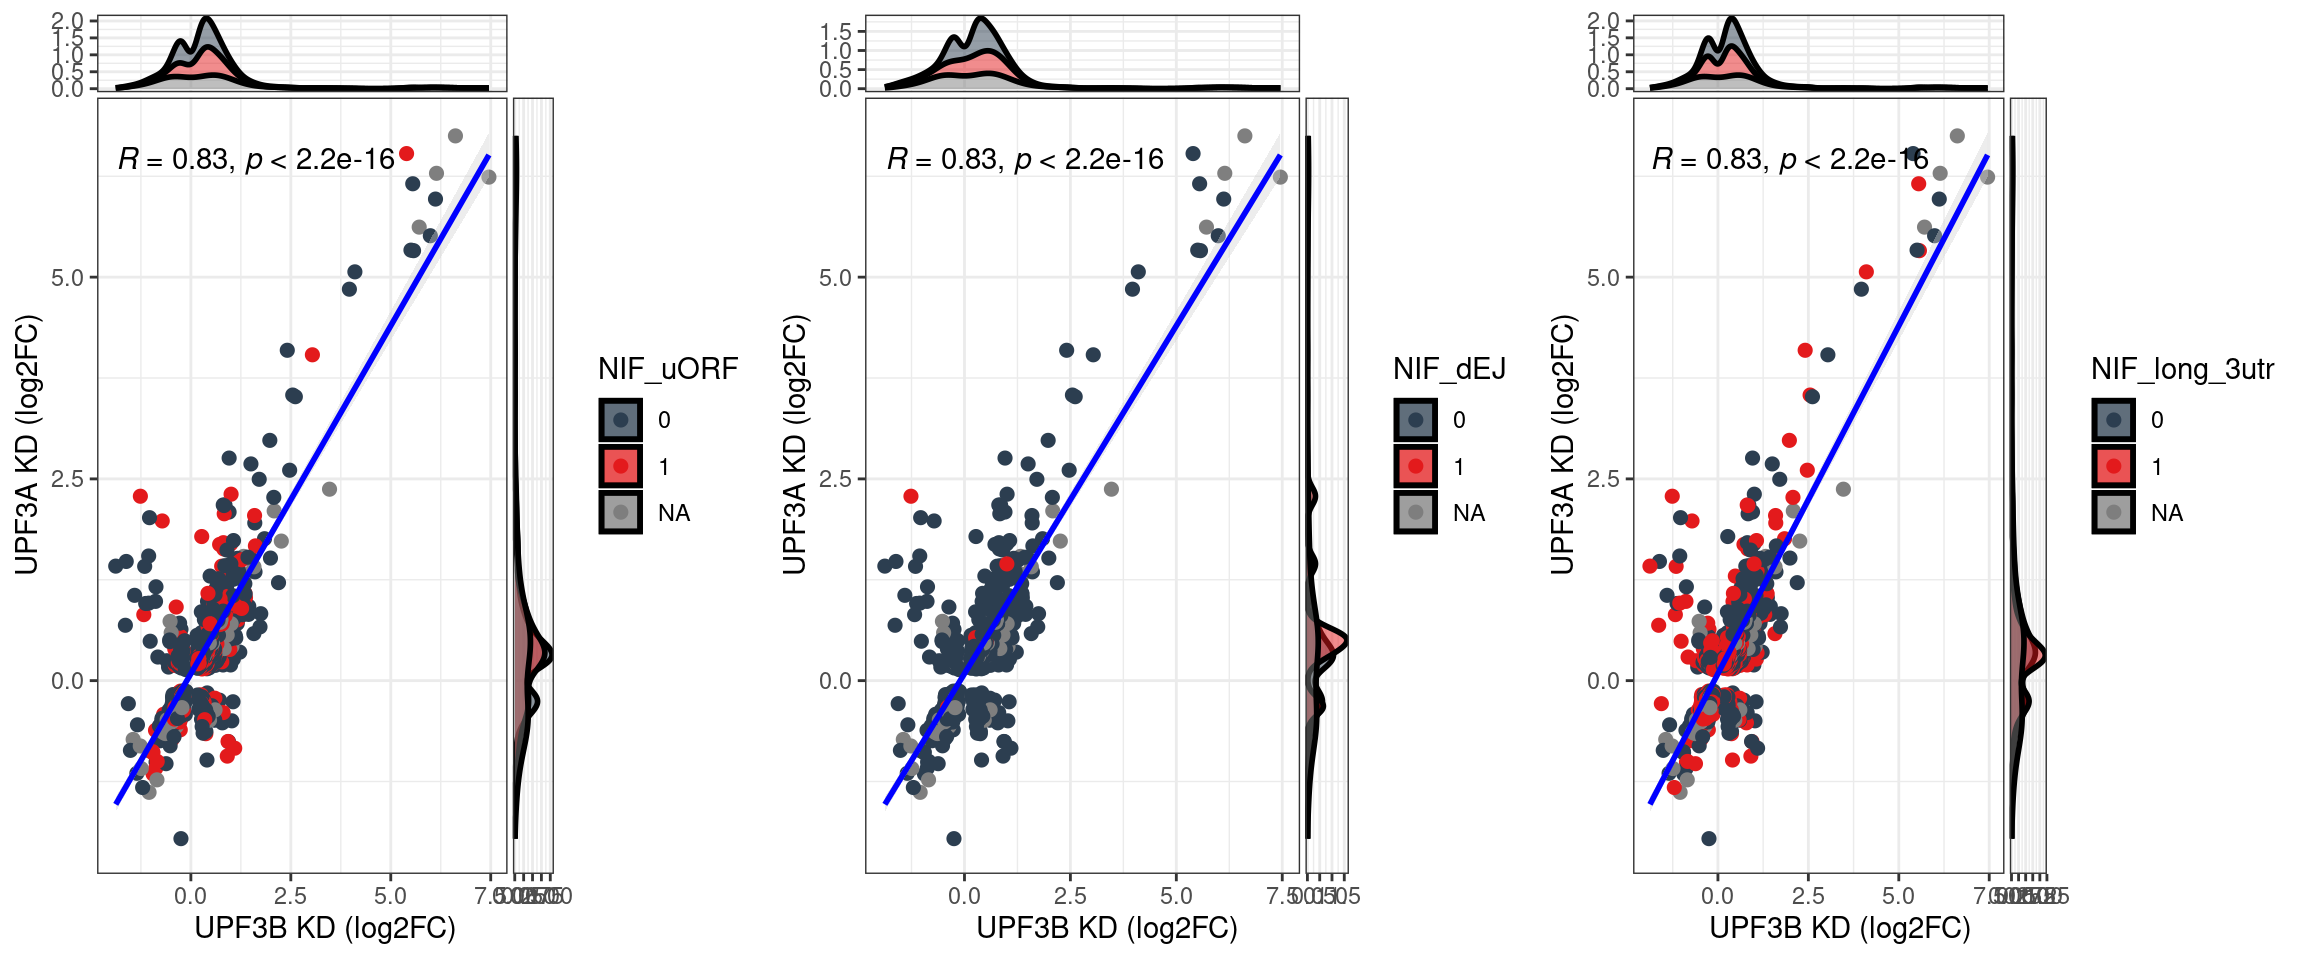 2.0
1.5
1.0
0.5
0.0
R = 0.83, p < 2.2e-16
5.0
2.5
0.0
UPF3A KD (log2FC)
0.0 2.5 5.0
UPF3B KD (log2FC)
NIF_uORF
0
1
NA
1.5
1.0
0.5
0.0
R = 0.83, p < 2.2e-16
5.0
2.5
0.0
UPF3A KD (log2FC)
0.0 2.5 5.0 7.5
UPF3B KD (log2FC)
NIF_dEJ
0
1
NA
2.0
1.5
1.0
0.5
0.0
R = 0.83, p < 2.2e-16
5.0
2.5
0.0
UPF3A KD (log2FC)
0.0 2.5 5.0
UPF3B KD (log2FC)
NIF_long_3utr
0
1
NA